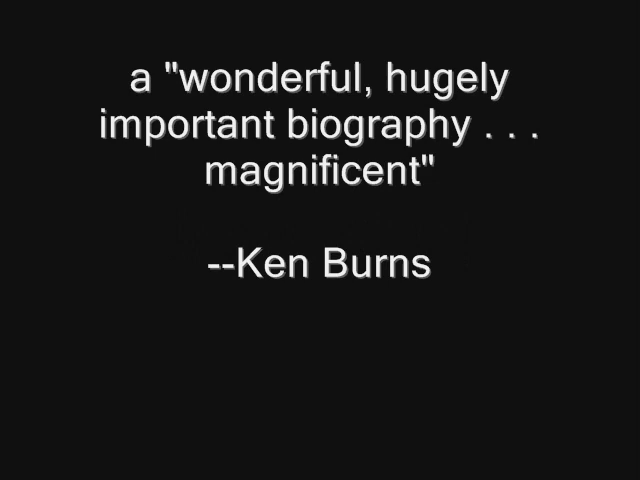 a "wonderful, hugely
important biography . . .
magnificent"
--Ken Burns